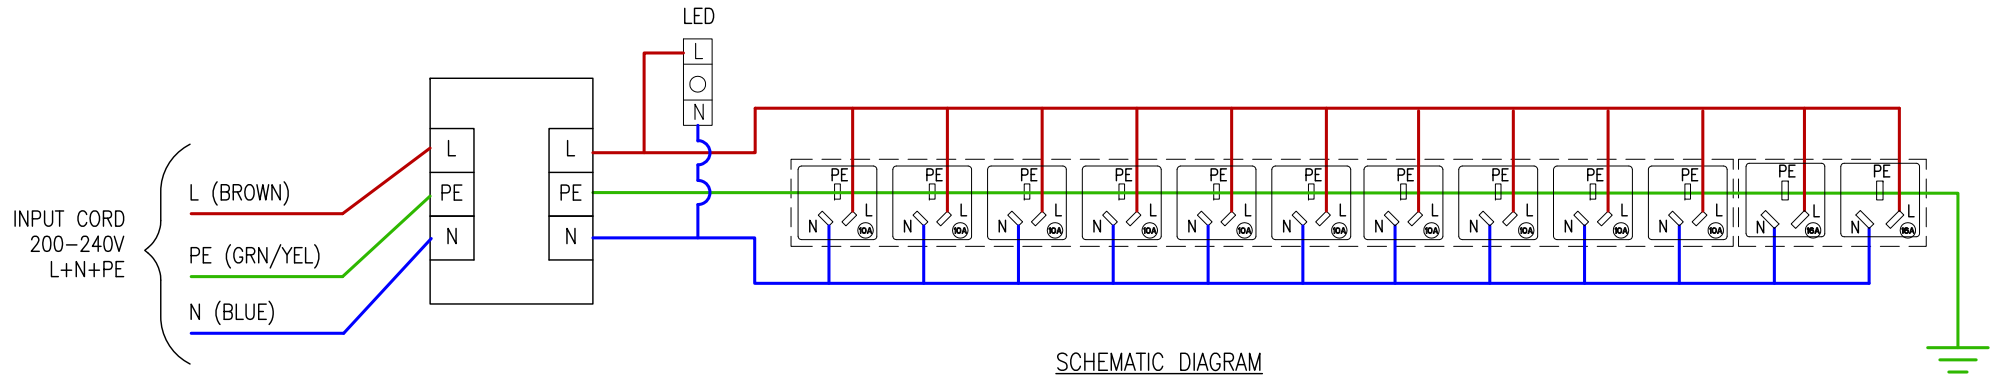 LED
L
N
INPUT CORD
200-240V
L+N+PE
L (BROWN)
PE (GRN/YEL)
N (BLUE)
L
PE
N
L
PE
N
PE
N
L
10A
PE
N
L
10A
PE
N
L
10A
PE
N
L
10A
PE
N
L
10A
PE
N
L
10A
PE
N
L
10A
PE
N
L
10A
PE
N
L
10A
PE
N
L
10A
PE
N
L
16A
PE
N
L
16A
SCHEMATIC DIAGRAM